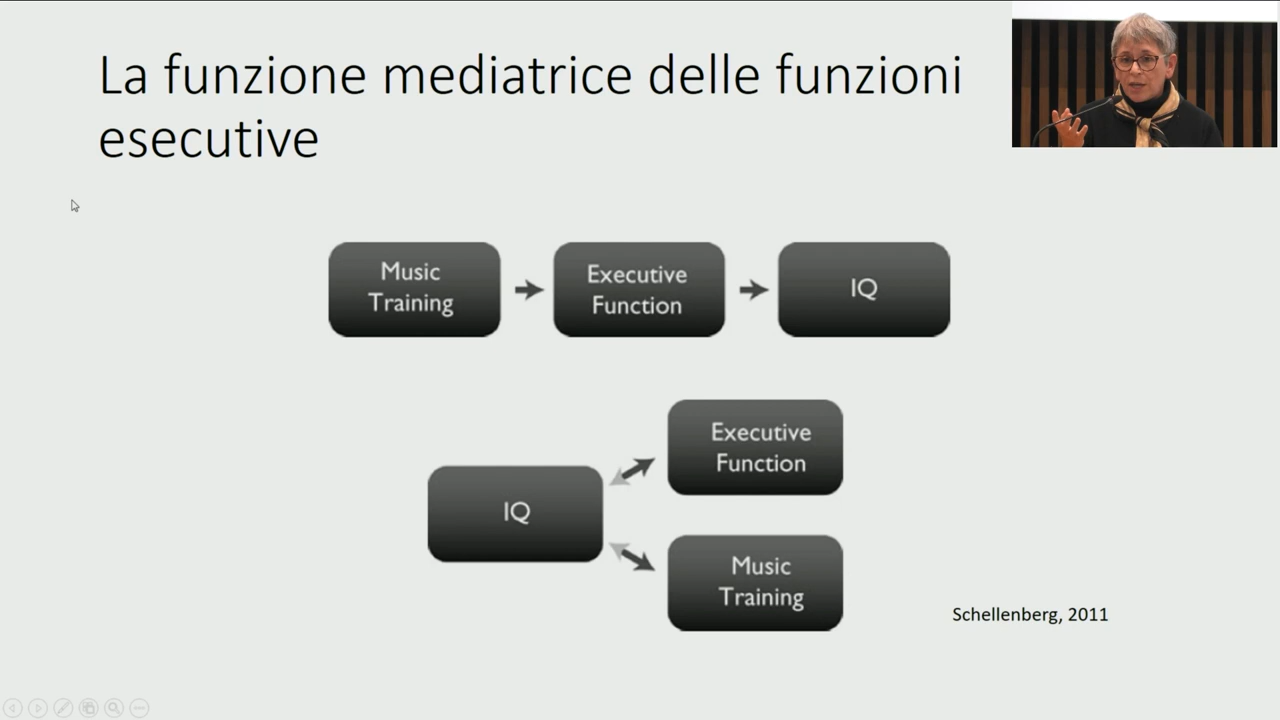 La funzione mediatrice delle funzioni
esecutive
Music
Training
Executive
Function
IQ
Executive
Function
IQ
Music
Training
Schellenberg, 2011